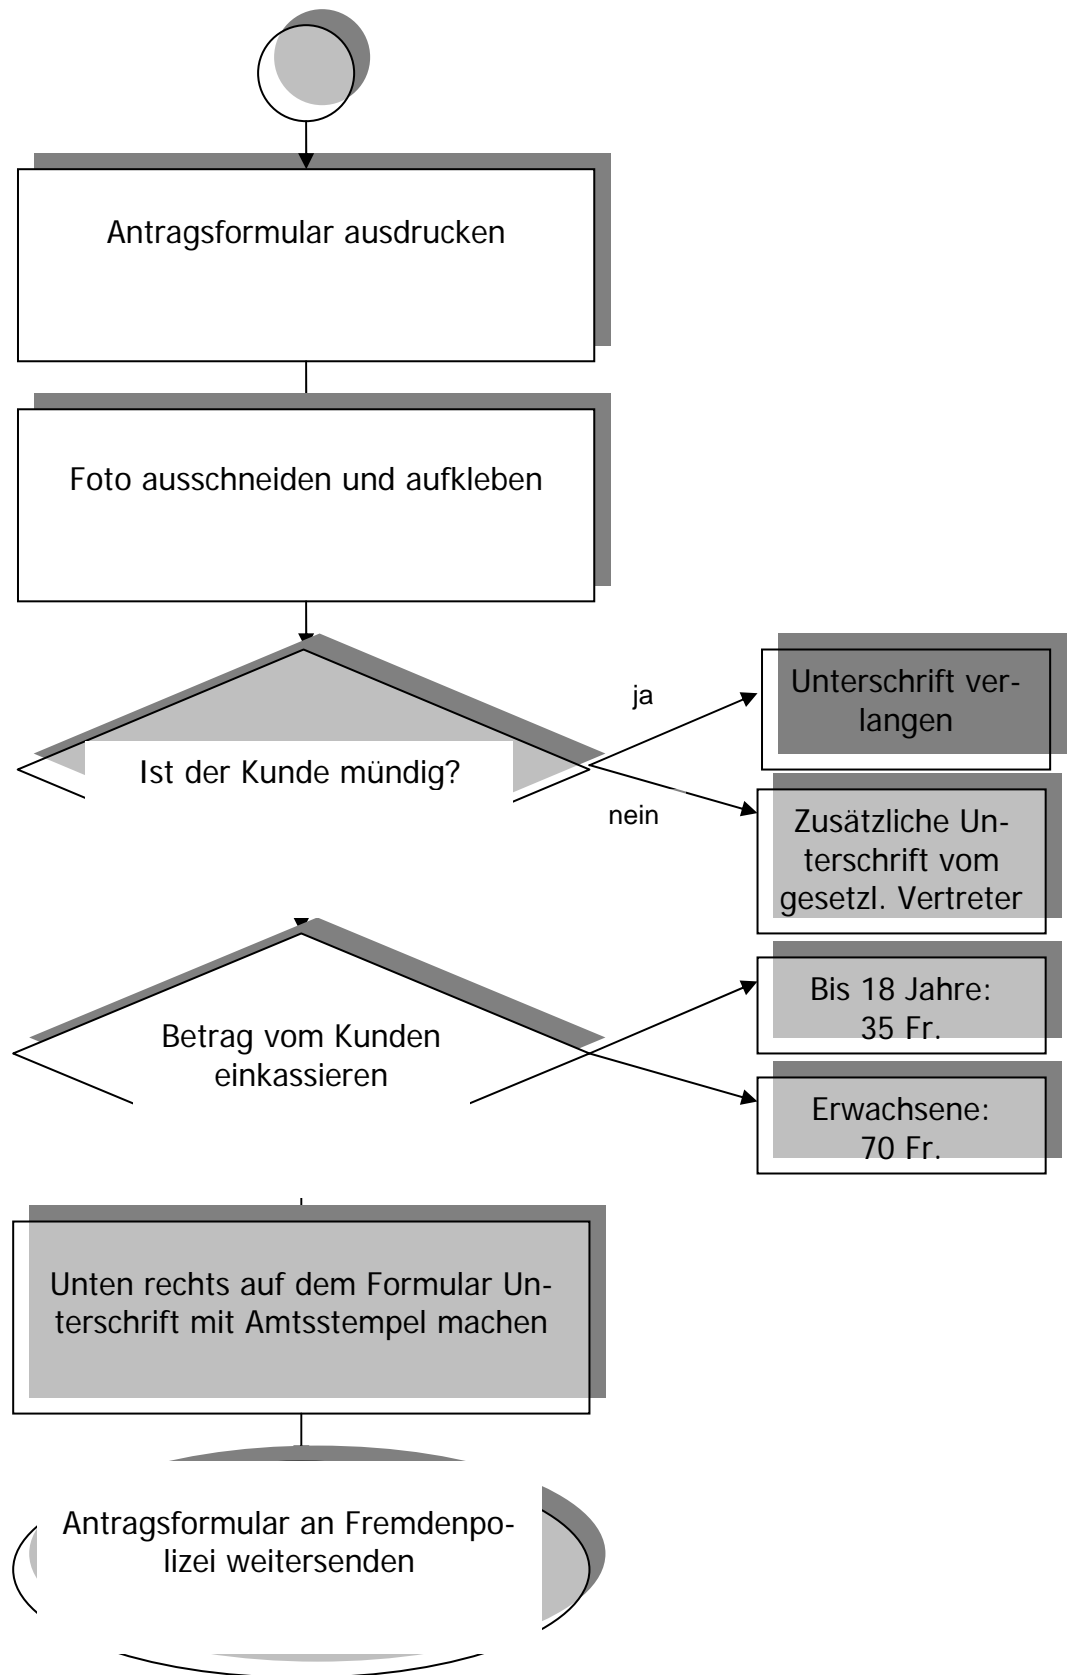 Antragsformular ausdrucken
Foto ausschneiden und aufkleben
Ist der Kunde mündig?
ja
nein
Unterschrift ver-
langen
Zusätzliche Un-
terschrift vom
gesetzl. Vertreter
Betrag vom Kunden
einkassieren
Bis 18 Jahre:
35 Fr.
Erwachsene:
70 Fr.
Unten rechts auf dem Formular Un-
terschrift mit Amtsstempel machen
Antragsformular an Fremdenpo-
lizei weitersenden